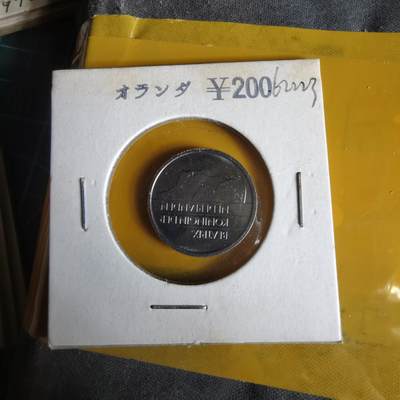 オランダ ¥200
BEATRIX
KONINGIN DER
NEDERLANDEN